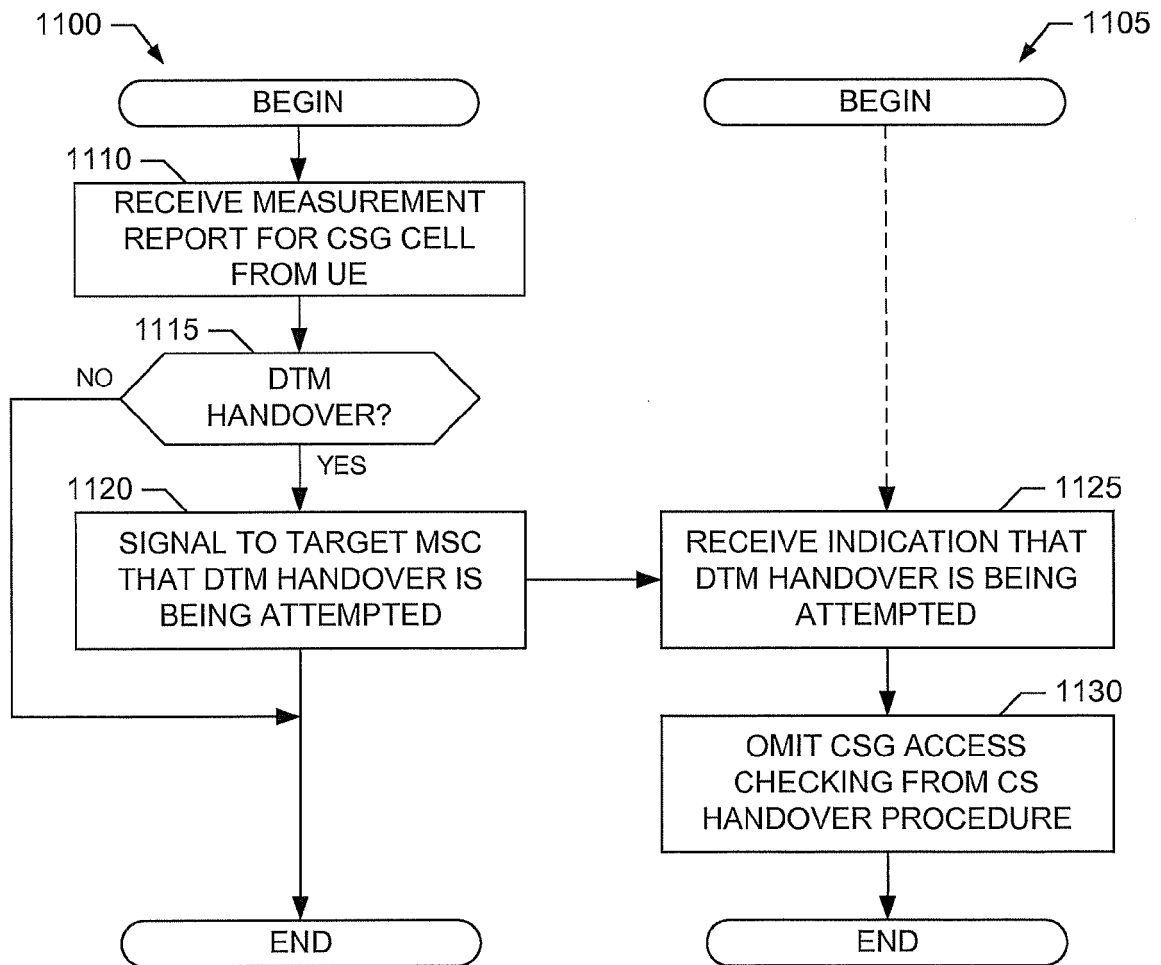 1100
BEGIN
1110
RECEIVE MEASUREMENT
REPORT FOR CSG CELL
FROM UE
1115
DTM
HANDOVER?
NO
YES
1120
SIGNAL TO TARGET MSC
THAT DTM HANDOVER IS
BEING ATTEMPTED
END
1105
BEGIN
1125
RECEIVE INDICATION THAT
DTM HANDOVER IS BEING
ATTEMPTED
1130
OMIT CSG ACCESS
CHECKING FROM CS
HANDOVER PROCEDURE
END